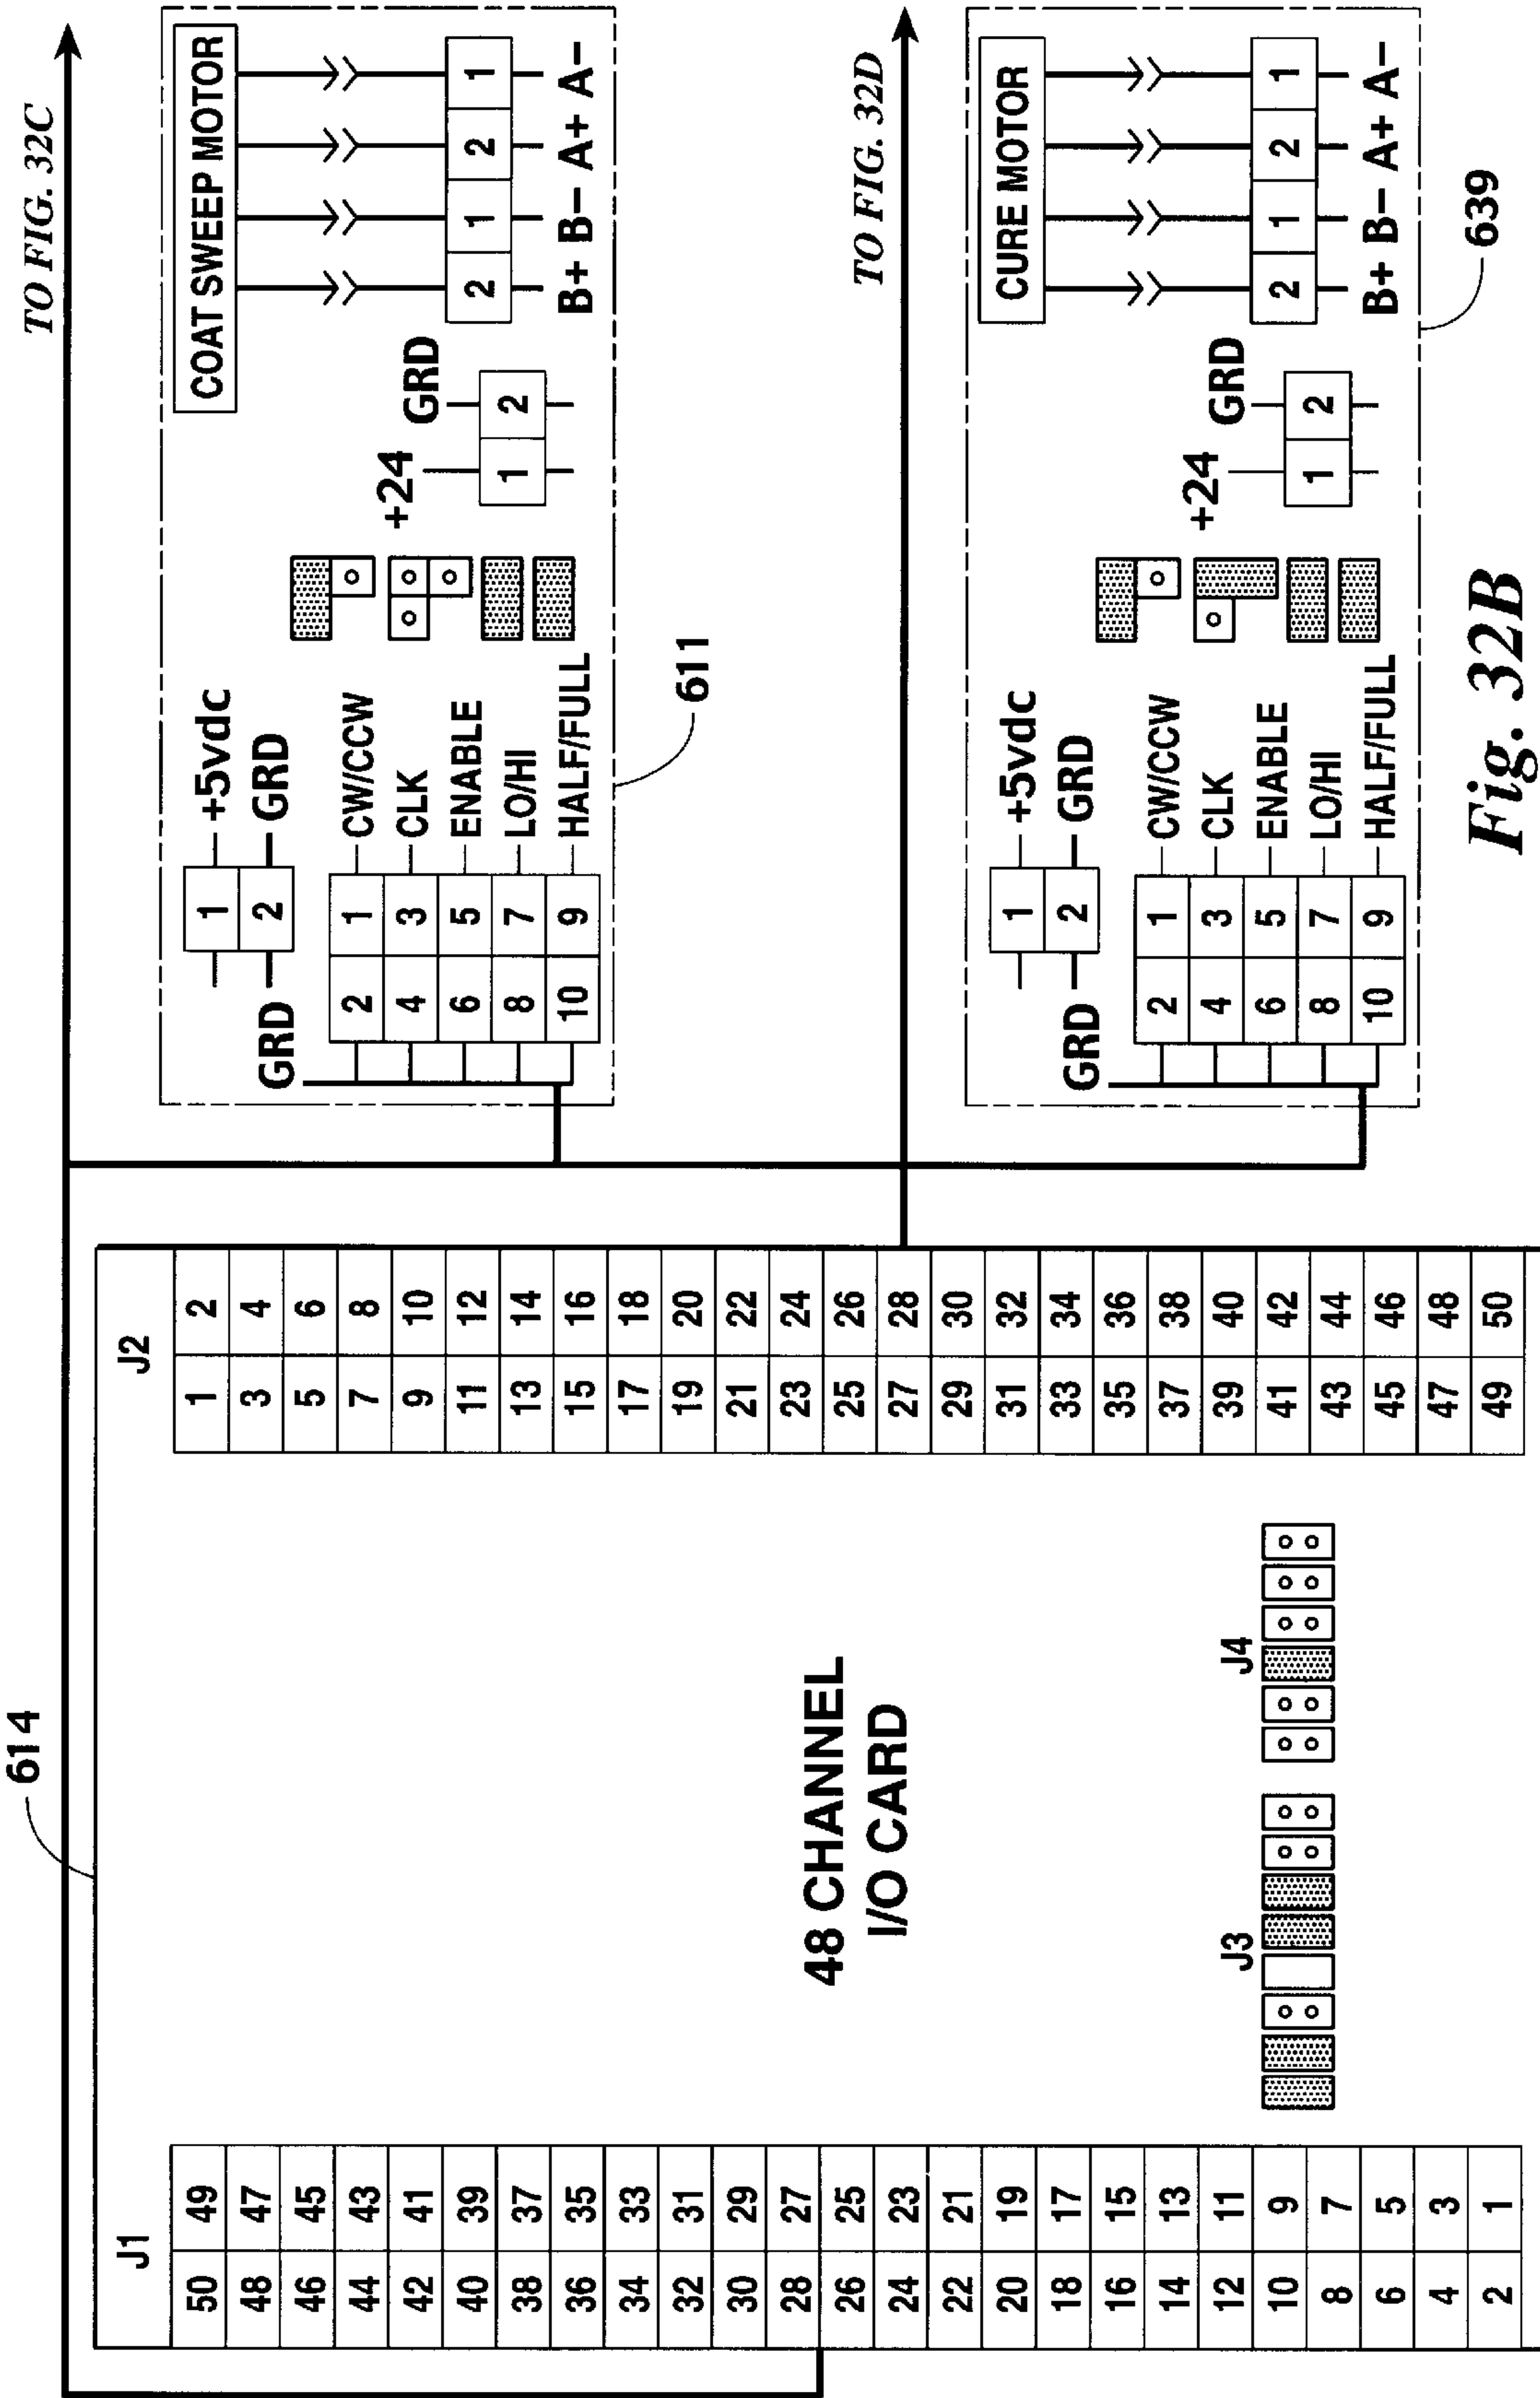 614
TO FIG. 32C
J1
50 49
48 47
46 45
44 43
42 41
40 39
38 37
36 35
34 33
32 31
30 29
28 27
26 25
24 23
22 21
20 19
18 17
16 15
14 13
12 11
10 9
8 7
6 5
4 3
2 1
48 CHANNEL
I/O CARD
J3
J4
J2
1 2
3 4
5 6
7 8
9 10
11 12
13 14
15 16
17 18
19 20
21 22
23 24
25 26
27 28
29 30
31 32
33 34
35 36
37 38
39 40
41 42
43 44
45 46
47 48
49 50
1 +5vdc
GRD 2 GRD
2 1 CW/CCW
4 3 CLK
6 5 ENABLE
8 7 LO/HI
10 9 HALF/FULL
+24 GRD
1 2
COAT SWEEP MOTOR
2 1 2 1
B+ B− A+ A−
611
TO FIG. 32D
1 +5vdc
GRD 2 GRD
2 1 CW/CCW
4 3 CLK
6 5 ENABLE
8 7 LO/HI
10 9 HALF/FULL
+24 GRD
1 2
CURE MOTOR
2 1 2 1
B+ B− A+ A−
639
Fig. 32B